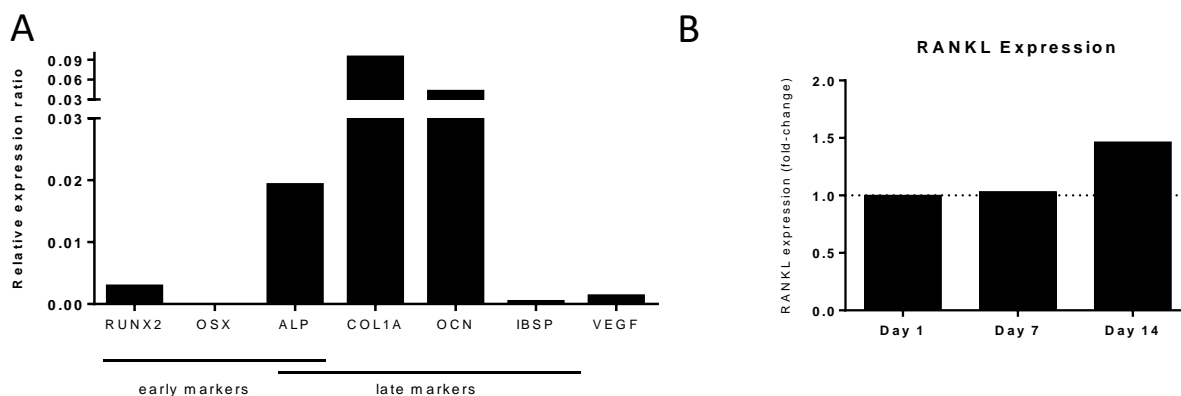 A
Relative expression ratio
0.09
0.06
0.03
0.03
0.02
0.01
0.00
RUNX2 OSX ALP COL1A OCN IBSP VEGF
early markers late markers
B
RANKL Expression
RANKL expression (fold-change)
2.0
1.5
1.0
0.5
0.0
Day 1 Day 7 Day 14